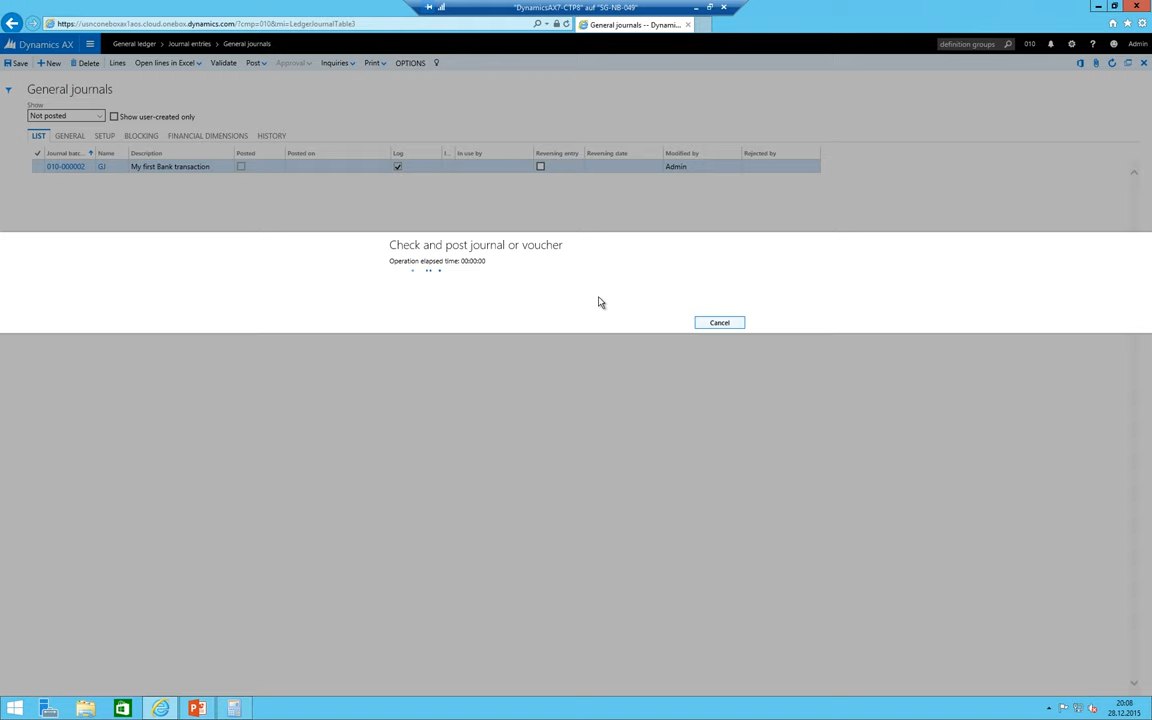 "DynamicsAX7-CTP8" auf "SG-NB-049"
https://usnconeboxax1aos.cloud.onebox.dynamics.com/?cmp=010&mi=LedgerJournalTable3
General journals -- Dynami...
Dynamics AX
General ledger > Journal entries > General journals
definition groups
010
Admin
Save
New
Delete
Lines
Open lines in Excel
Validate
Post
Approval
Inquiries
Print
OPTIONS
General journals
Show
Not posted
Show user-created only
LIST
GENERAL
SETUP
BLOCKING
FINANCIAL DIMENSIONS
HISTORY
Journal batc...
Name
Description
Posted
Posted on
Log
I...
In use by
Reversing entry
Reversing date
Modified by
Rejected by
010-000002
GJ
My first Bank transaction
Admin
Check and post journal or voucher
Operation elapsed time: 00:00:00
Cancel
20:08
28.12.2015